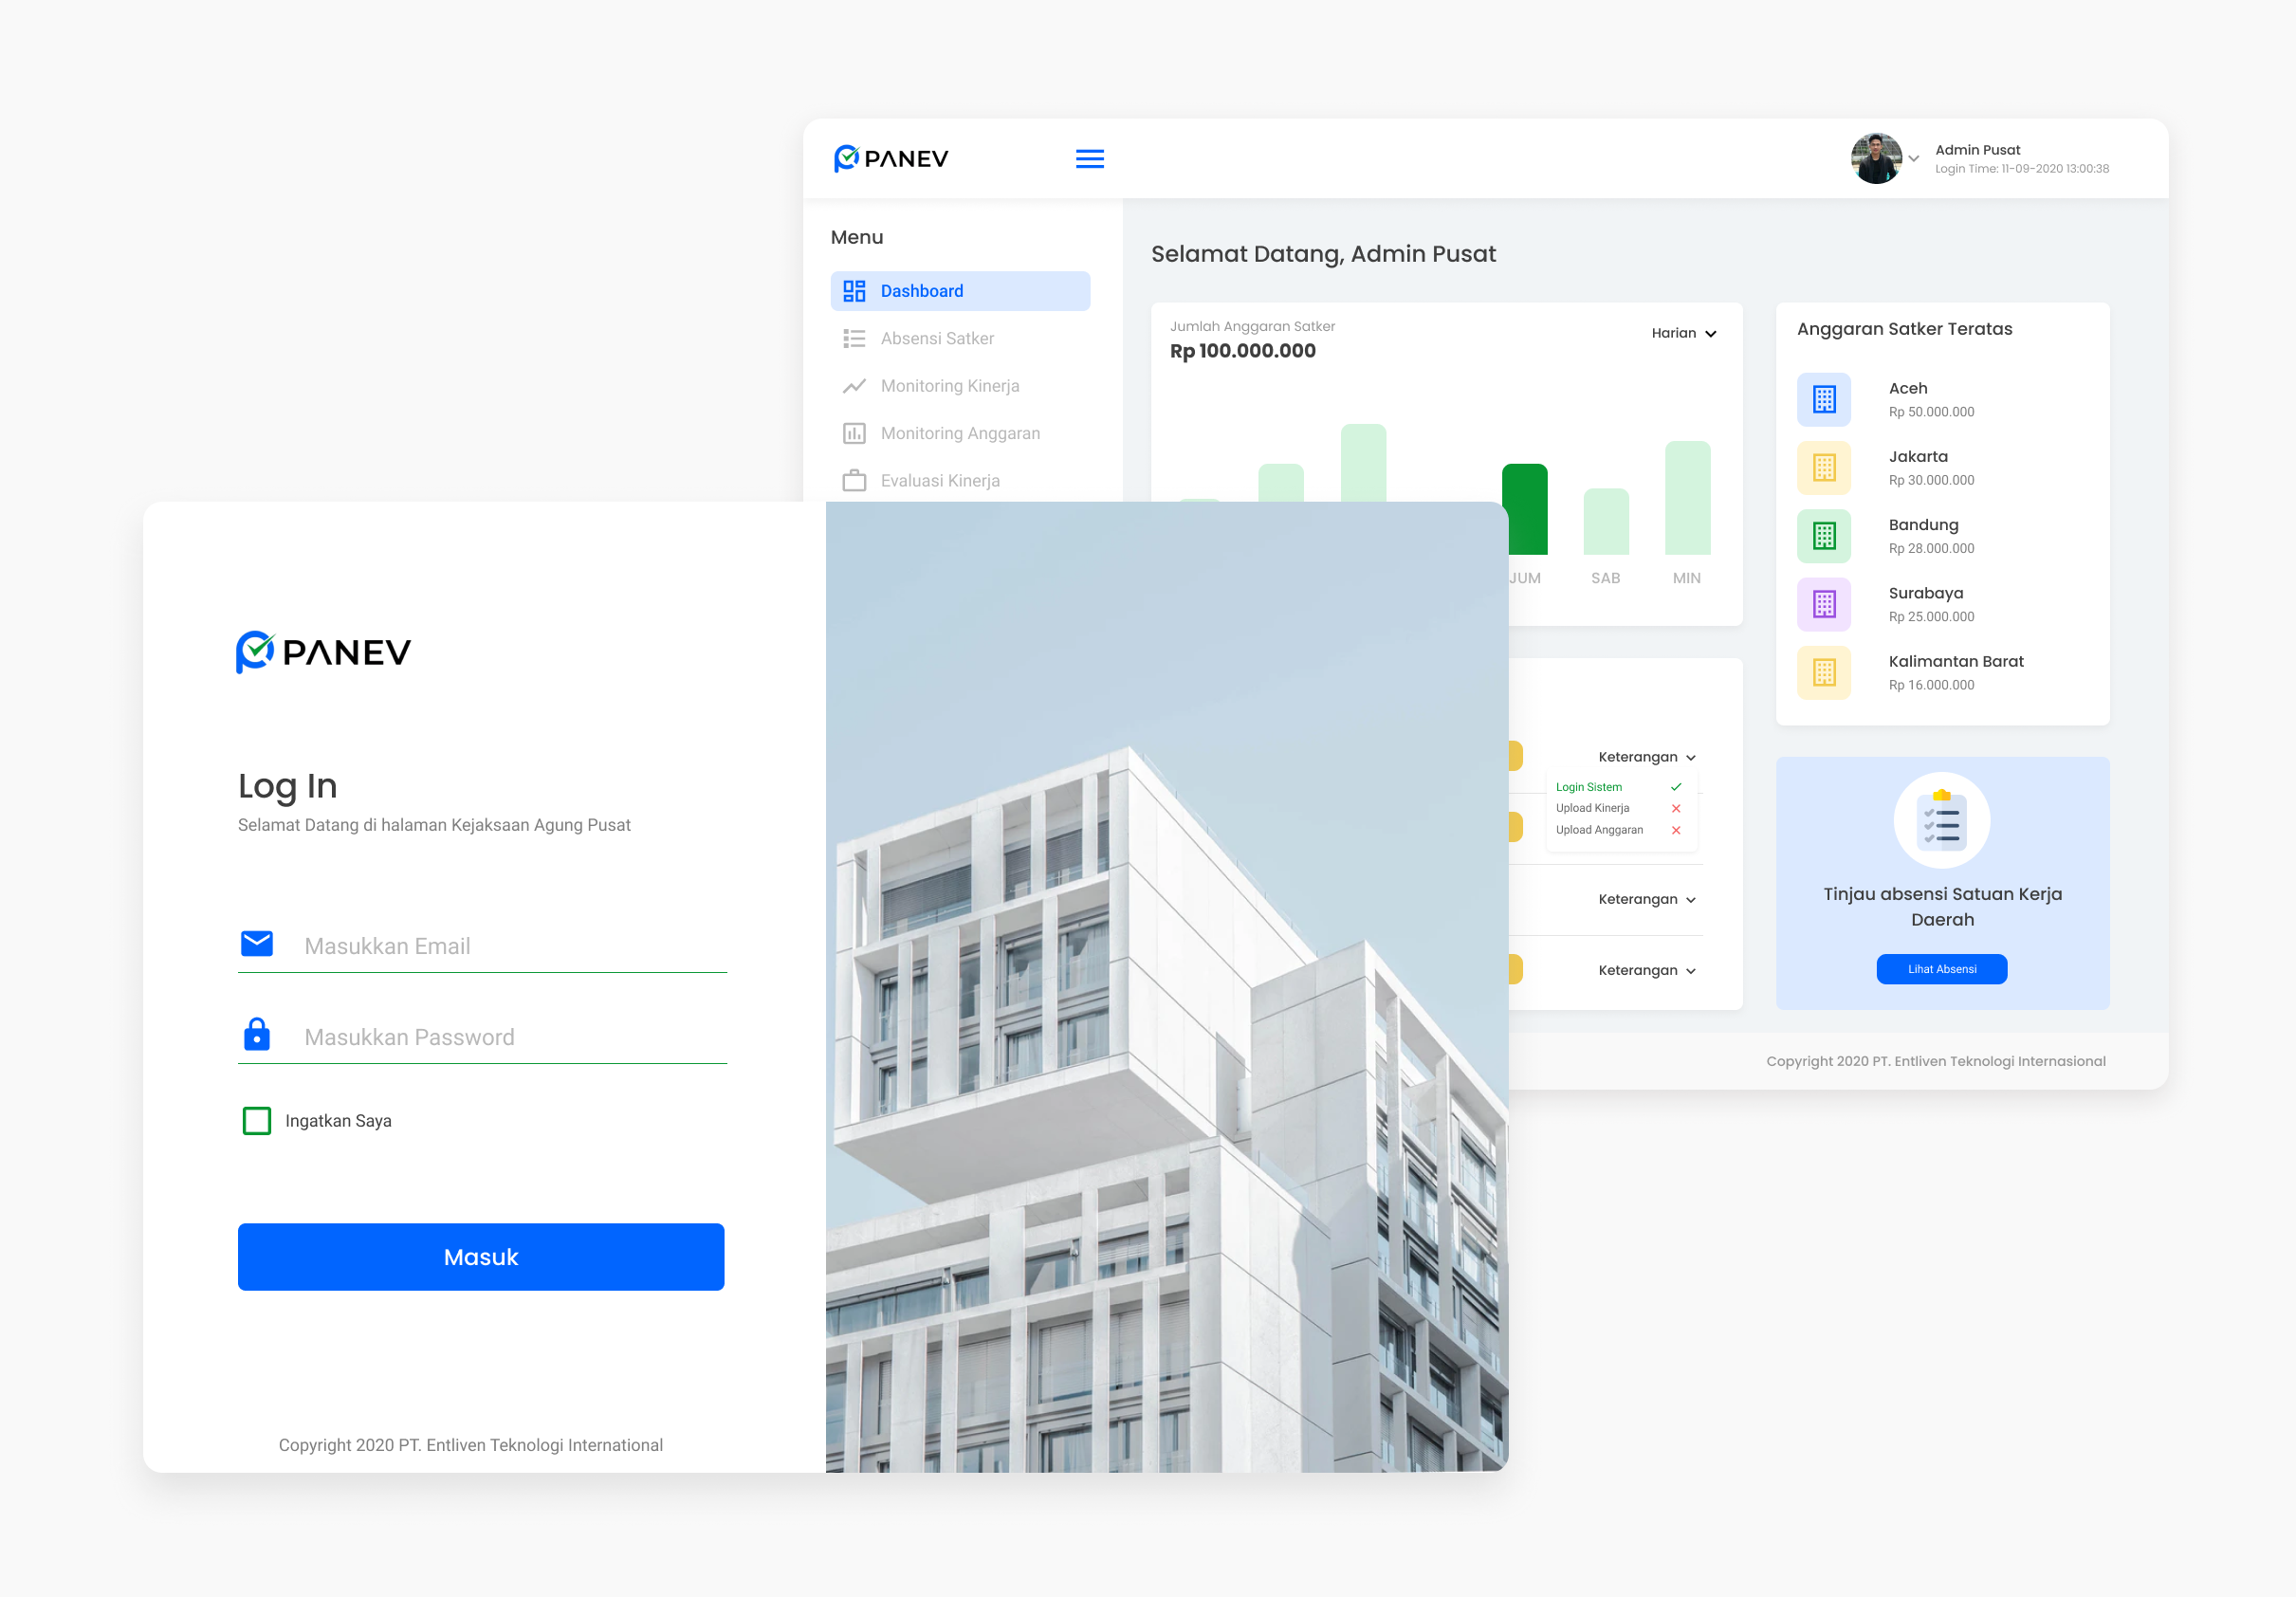 PANEV
Admin Pusat
Login Time: 11-09-2020 13:00:38
Menu
Dashboard
Absensi Satker
Monitoring Kinerja
Monitoring Anggaran
Evaluasi Kinerja
Selamat Datang, Admin Pusat
Jumlah Anggaran Satker
Rp 100.000.000
Harian
JUM
SAB
MIN
Anggaran Satker Teratas
Aceh
Rp 50.000.000
Jakarta
Rp 30.000.000
Bandung
Rp 28.000.000
Surabaya
Rp 25.000.000
Kalimantan Barat
Rp 16.000.000
Keterangan
Login Sistem
Upload Kinerja
Upload Anggaran
Keterangan
Keterangan
Tinjau absensi Satuan Kerja
Daerah
Lihat Absensi
Copyright 2020 PT. Entliven Teknologi Internasional
PANEV
Log In
Selamat Datang di halaman Kejaksaan Agung Pusat
Masukkan Email
Masukkan Password
Ingatkan Saya
Masuk
Copyright 2020 PT. Entliven Teknologi International